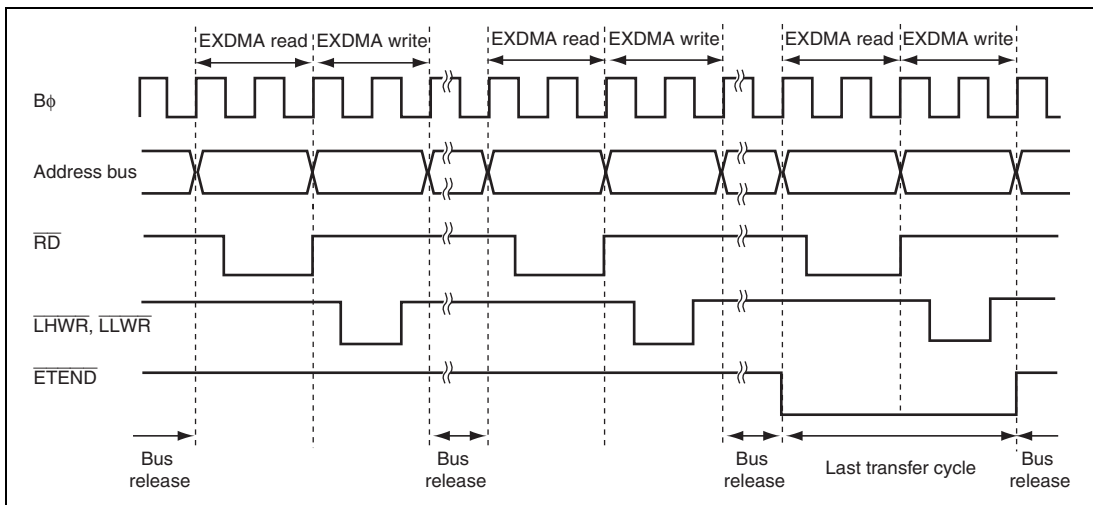 EXDMA read EXDMA write EXDMA read EXDMA write EXDMA read EXDMA write
Bφ
Address bus
RD
LHWR, LLWR
ETEND
Bus release
Bus release
Bus release
Last transfer cycle
Bus release